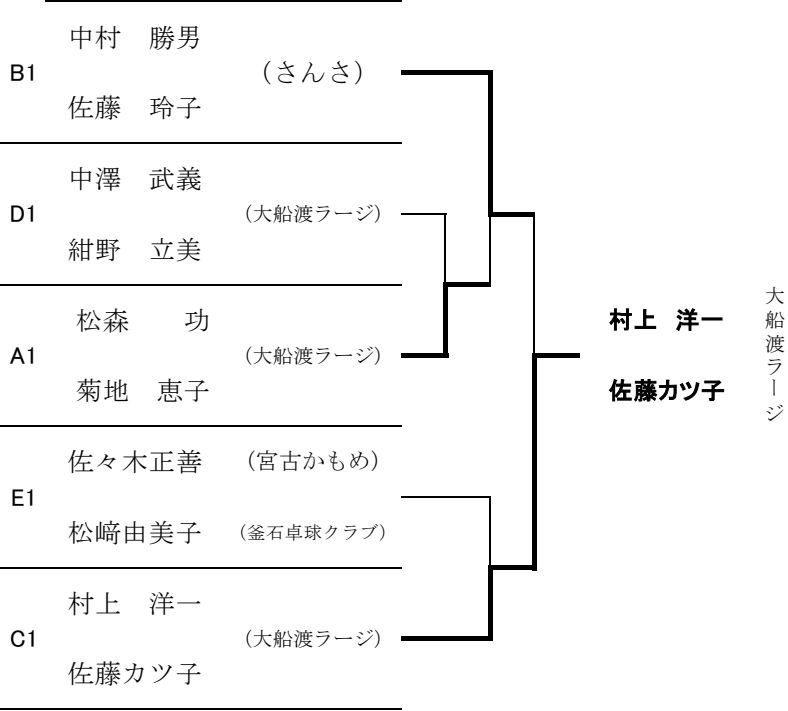 中村　勝男
B1 （さんさ）
佐藤　玲子
中澤　武義
D1 （大船渡ラージ）
紺野　立美
松森　　功
A1 （大船渡ラージ）
菊地　恵子
佐々木正善 （宮古かもめ）
E1
松﨑由美子 （釜石卓球クラブ）
村上　洋一
C1 （大船渡ラージ）
佐藤カツ子
村上　洋一
佐藤カツ子
大船渡ラージ